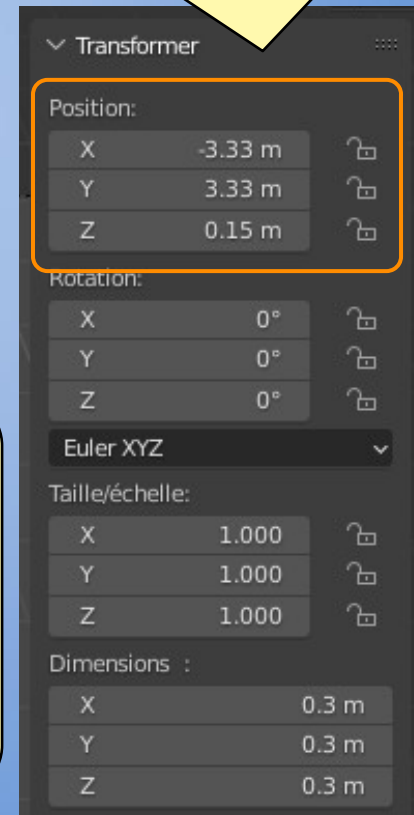 Transformer
Position:
X -3.33 m
Y 3.33 m
Z 0.15 m
Rotation:
X 0°
Y 0°
Z 0°
Euler XYZ
Taille/échelle:
X 1.000
Y 1.000
Z 1.000
Dimensions :
X 0.3 m
Y 0.3 m
Z 0.3 m